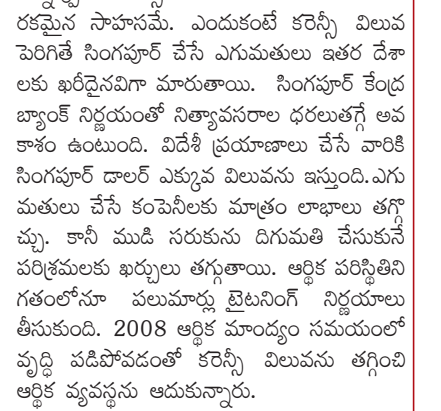 రకమైన సాహసమే. ఎందుకంటే కరెన్సీ విలువ
పెరిగితే సింగపూర్ చేసే ఎగుమతులు ఇతర దేశా
లకు ఖరీదైనవిగా మారుతాయి. సింగపూర్ కేంద్ర
బ్యాంక్ నిర్ణయంతో నిత్యావసరాల ధరలుతగ్గే అవ
కాశం ఉంటుంది. విదేశీ ప్రయాణాలు చేసే వారికి
సింగపూర్ డాలర్ ఎక్కువ విలువను ఇస్తుంది.ఎగు
మతులు చేసే కంపెనీలకు మాత్రం లాభాలు తగ్గొ
చ్చు. కానీ ముడి సరుకును దిగుమతి చేసుకునే
పరిశ్రమలకు ఖర్చులు తగ్గుతాయి. ఆర్థిక పరిస్థితిని
గతంలోనూ పలుమార్లు టైటనింగ్ నిర్ణయాలు
తీసుకుంది. 2008 ఆర్థిక మాంద్యం సమయంలో
వృద్ధి పడిపోవడంతో కరెన్సీ విలువను తగ్గించి
ఆర్థిక వ్యవస్థను ఆదుకున్నారు.